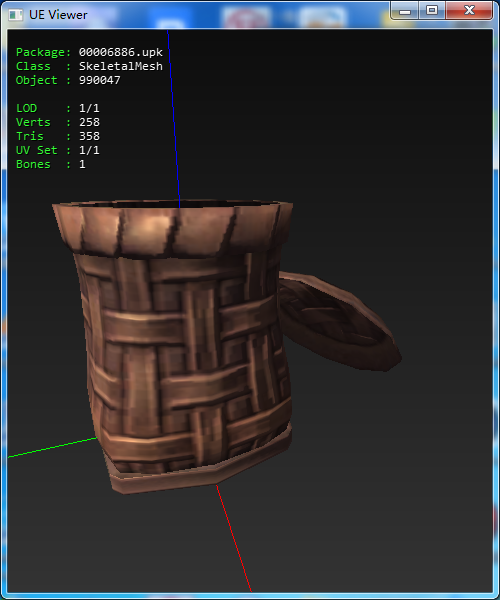 UE Viewer
Package: 00006886.upk
Class : SkeletalMesh
Object : 990047
LOD : 1/1
Verts : 258
Tris : 358
UV Set : 1/1
Bones : 1